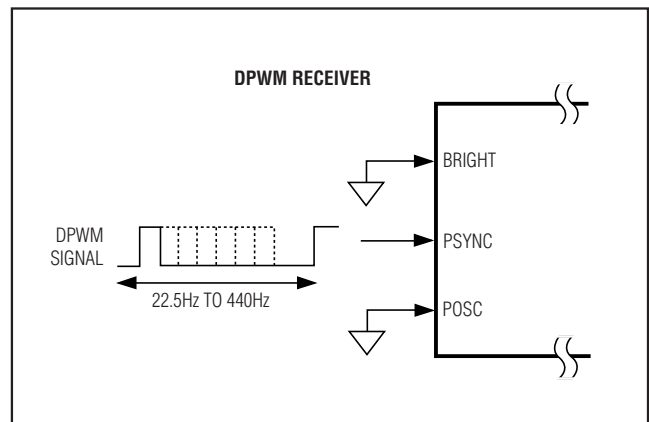 DPWM RECEIVER
BRIGHT
DPWM
SIGNAL
PSYNC
22.5Hz TO 440Hz
POSC